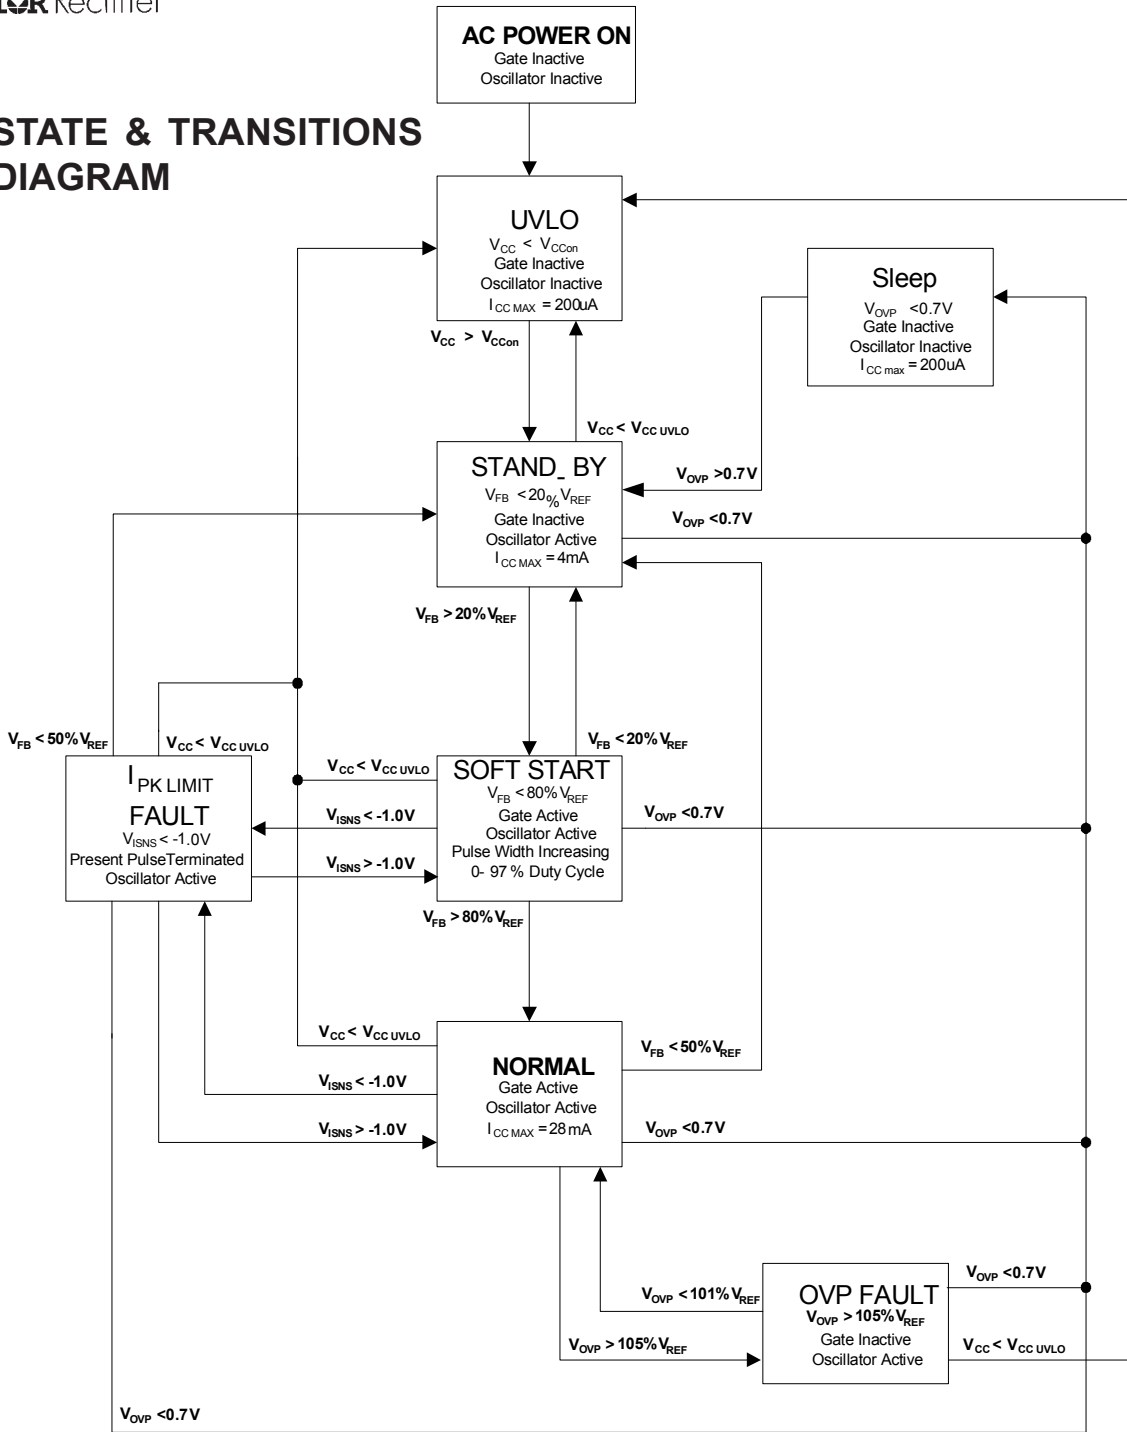 IOR Rectifier
STATE & TRANSITIONS
DIAGRAM
AC POWER ON
Gate Inactive
Oscillator Inactive
UVLO
VCC < VCCon
Gate Inactive
Oscillator Inactive
ICC MAX = 200uA
VCC > VCCon
Sleep
VOVP <0.7V
Gate Inactive
Oscillator Inactive
ICC max = 200uA
VCC < VCC UVLO
STAND_ BY
VFB <20% VREF
Gate Inactive
Oscillator Active
ICC MAX = 4mA
VOVP >0.7V
VOVP <0.7V
VFB > 20% VREF
VFB < 50% VREF
VCC < VCC UVLO
VFB <20% VREF
IPK LIMIT
FAULT
VISNS < -1.0V
Present PulseTerminated
Oscillator Active
VCC < VCC UVLO
VISNS < -1.0V
VISNS > -1.0V
SOFT START
VFB <80% VREF
Gate Active
Oscillator Active
Pulse Width Increasing
0- 97 % Duty Cycle
VOVP <0.7V
VFB > 80% VREF
VCC < VCC UVLO
VISNS < -1.0V
VISNS > -1.0V
NORMAL
Gate Active
Oscillator Active
ICC MAX = 28 mA
VFB <50% VREF
VOVP <0.7V
VOVP <101% VREF
VOVP > 105% VREF
OVP FAULT
VOVP > 105% VREF
Gate Inactive
Oscillator Active
VOVP <0.7V
VCC < VCC UVLO
VOVP <0.7V